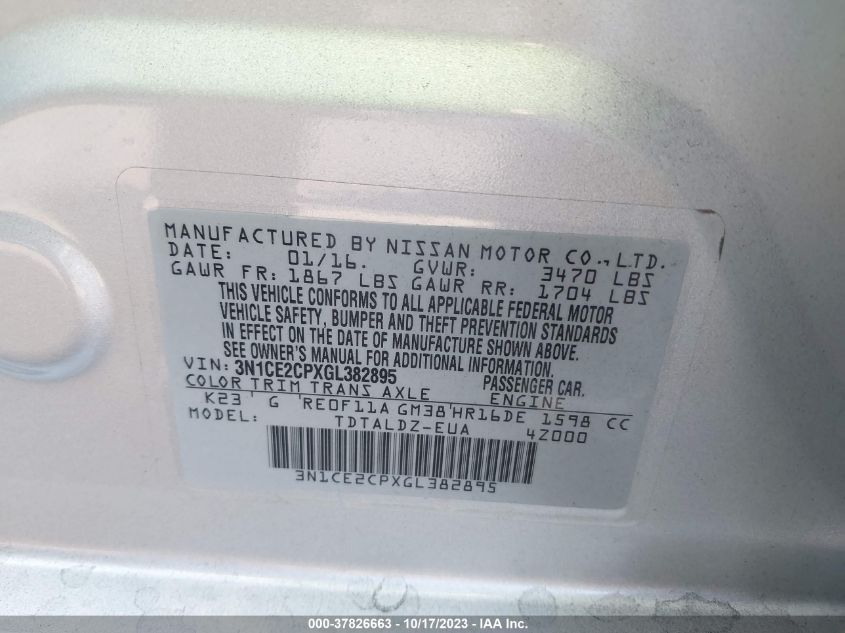 MANUFACTURED BY NISSAN MOTOR CO., LTD.
DATE: 01/16. GVWR: 3470 LBS
GAWR FR: 1867 LBS GAWR RR: 1704 LBS
THIS VEHICLE CONFORMS TO ALL APPLICABLE FEDERAL MOTOR
VEHICLE SAFETY, BUMPER AND THEFT PREVENTION STANDARDS
IN EFFECT ON THE DATE OF MANUFACTURE SHOWN ABOVE.
SEE OWNER'S MANUAL FOR ADDITIONAL INFORMATION.
VIN: 3N1CE2CPXGL382895 PASSENGER CAR.
COLOR TRIM TRANS AXLE ENGINE
K23 G RE0F11A GM38 HR16DE 1598 CC
MODEL: TDTALDZ-EUA 4Z000
3N1CE2CPXGL382895
000-37826663 - 10/17/2023 - IAA Inc.